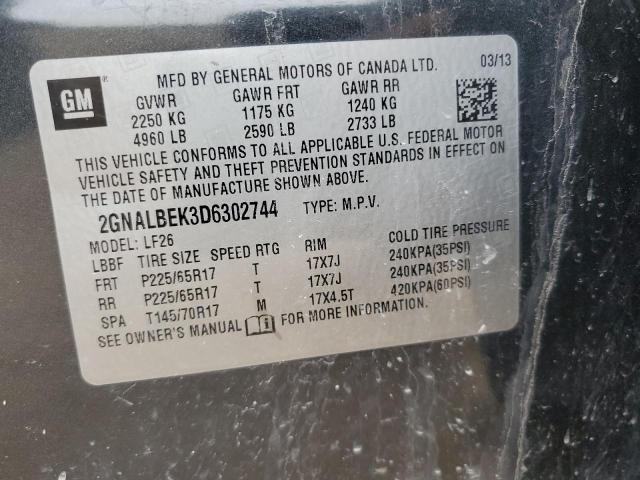 GM ®
MFD BY GENERAL MOTORS OF CANADA LTD. 03/13
GVWR GAWR FRT GAWR RR
2250 KG 1175 KG 1240 KG
4960 LB 2590 LB 2733 LB
THIS VEHICLE CONFORMS TO ALL APPLICABLE U.S. FEDERAL MOTOR
VEHICLE SAFETY AND THEFT PREVENTION STANDARDS IN EFFECT ON
THE DATE OF MANUFACTURE SHOWN ABOVE.
2GNALBEK3D6302744 TYPE: M.P.V.
MODEL: LF26
LBBF TIRE SIZE SPEED RTG RIM COLD TIRE PRESSURE
FRT P225/65R17 T 17X7J 240KPA(35PSI)
RR P225/65R17 T 17X7J 240KPA(35PSI)
SPA T145/70R17 M 17X4.5T 420KPA(60PSI)
SEE OWNER'S MANUAL FOR MORE INFORMATION.